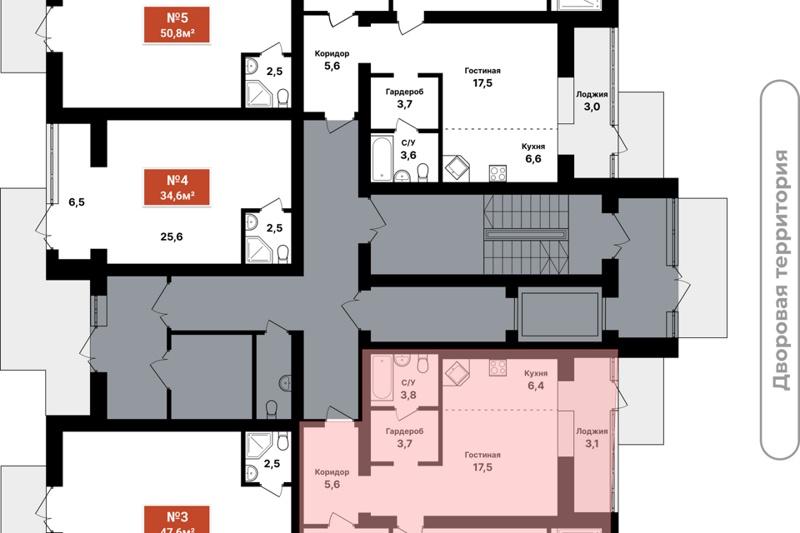 №5
50,8м²
2,5
Коридор
5,6
Гостиная
17,5
Гардероб
3,7
Лоджия
3,0
С/У
3,6
Кухня
6,6
№4
34,6м²
6,5
2,5
25,6
Дворовая территория
С/У
3,8
Кухня
6,4
Гардероб
3,7
Лоджия
3,1
Гостиная
17,5
Коридор
5,6
2,5
№3
47,6м²